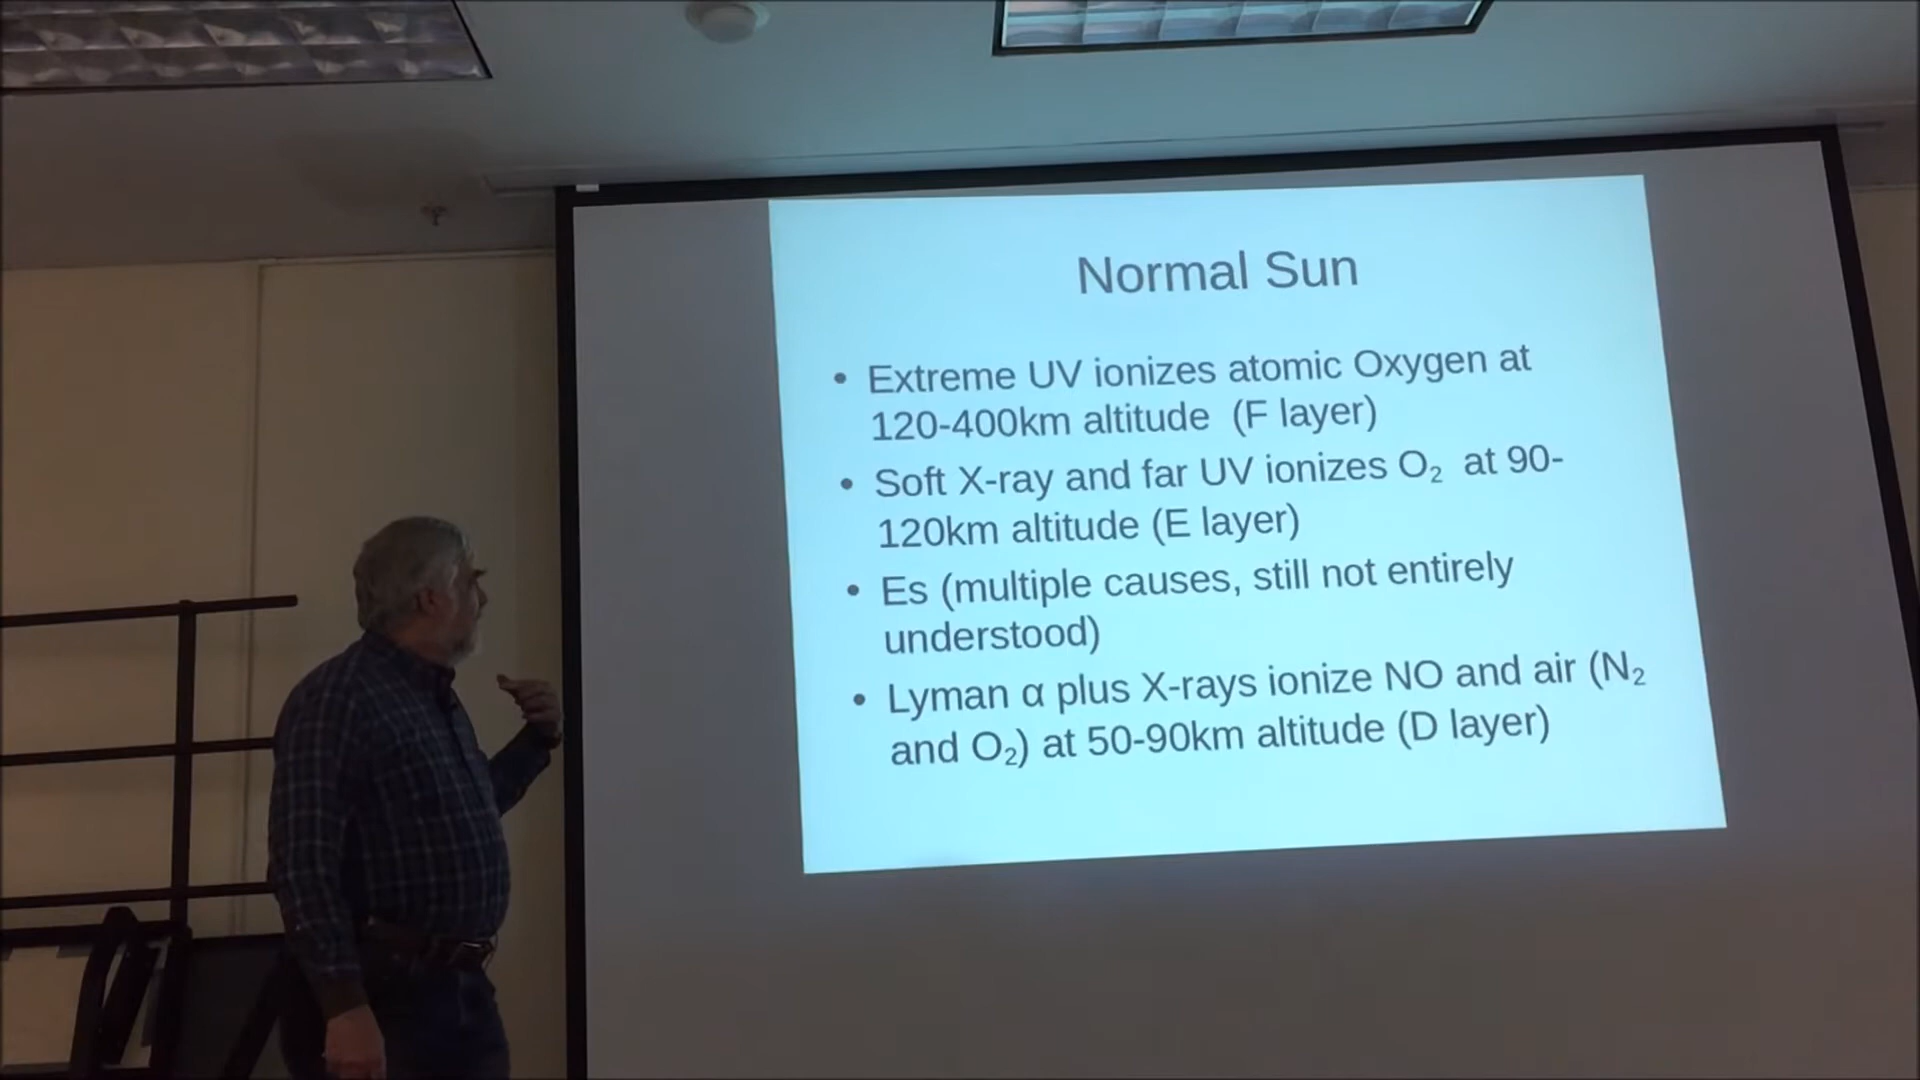 Normal Sun
• Extreme UV ionizes atomic Oxygen at
120-400km altitude (F layer)
• Soft X-ray and far UV ionizes O₂ at 90-
120km altitude (E layer)
• Es (multiple causes, still not entirely
understood)
• Lyman α plus X-rays ionize NO and air (N₂
and O₂) at 50-90km altitude (D layer)